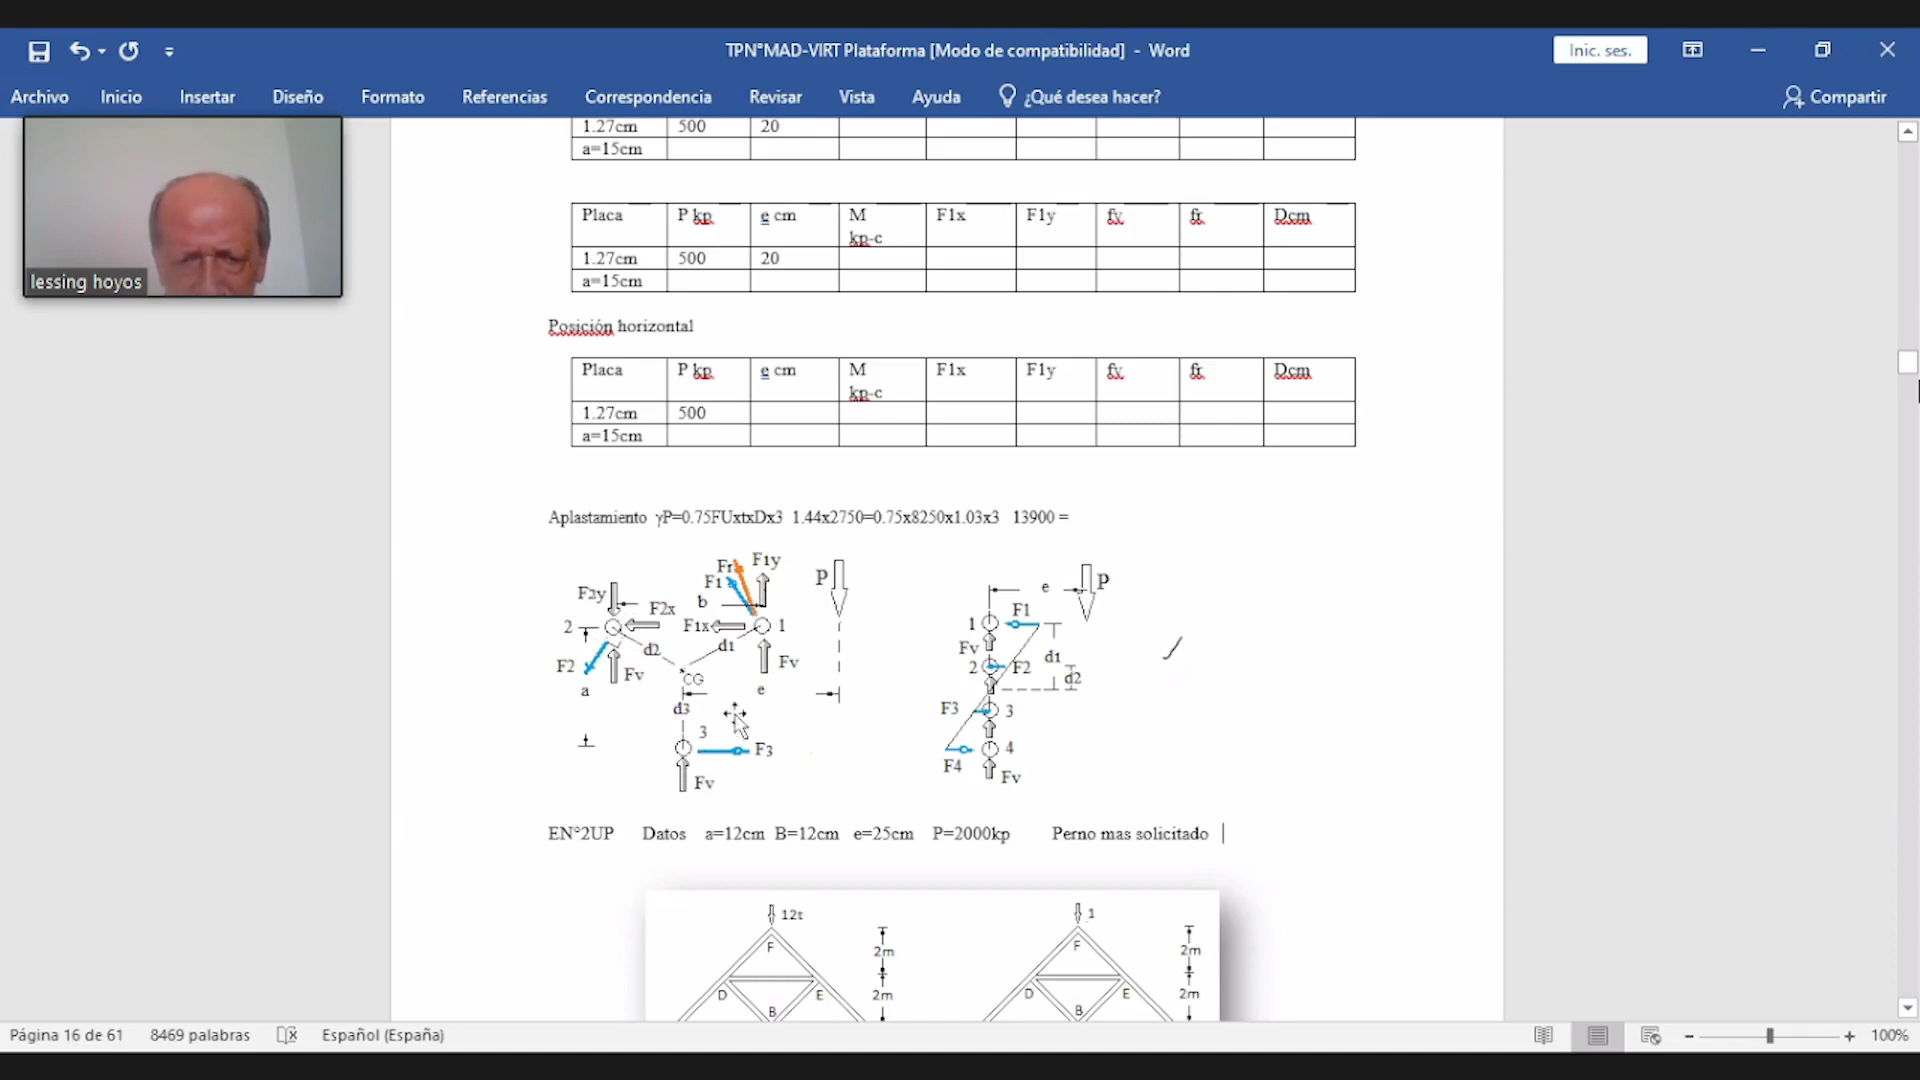 TPN°MAD-VIRT Plataforma [Modo de compatibilidad] - Word
Inic. ses.
Archivo Inicio Insertar Diseño Formato Referencias Correspondencia Revisar Vista Ayuda ¿Qué desea hacer? Compartir
lessing hoyos
1.27cm 500 20
a=15cm
Placa P kp e cm M kp-c F1x F1y fv fr Dcm
1.27cm 500 20
a=15cm
Posición horizontal
Placa P kp e cm M kp-c F1x F1y fv fr Dcm
1.27cm 500
a=15cm
Aplastamiento γP=0.75FUxtxDx3 1.44x2750=0.75x8250x1.03x3 13900 =
Fr F1y
F1 P
F2y b
F2x
2 F1x 1
d2 d1
F2 Fv Fv
CG
a e
d3
3
F3
Fv
e P
F1
1
Fv d1
2 F2
d2
F3 3
4
F4 Fv
EN°2UP Datos a=12cm B=12cm e=25cm P=2000kp Perno mas solicitado
12t
F
2m
D E 2m
B
1
F
2m
D E 2m
B
Página 16 de 61 8469 palabras Español (España) 100%